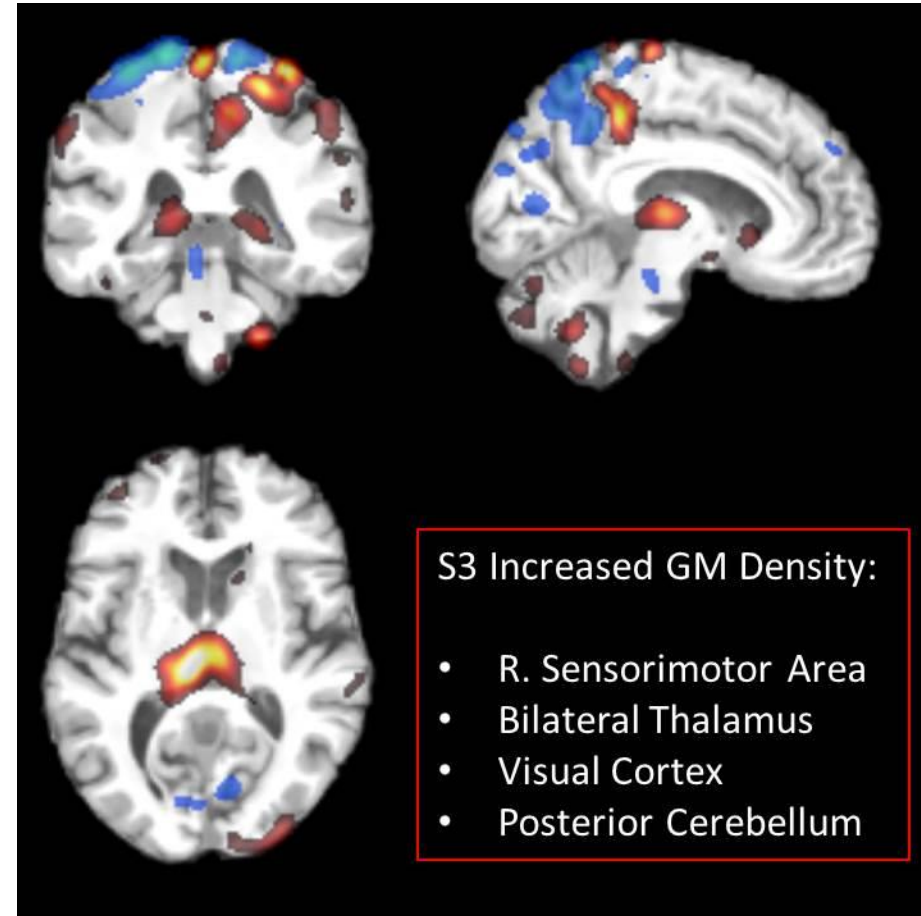 S3 Increased GM Density:
• R. Sensorimotor Area
• Bilateral Thalamus
• Visual Cortex
• Posterior Cerebellum